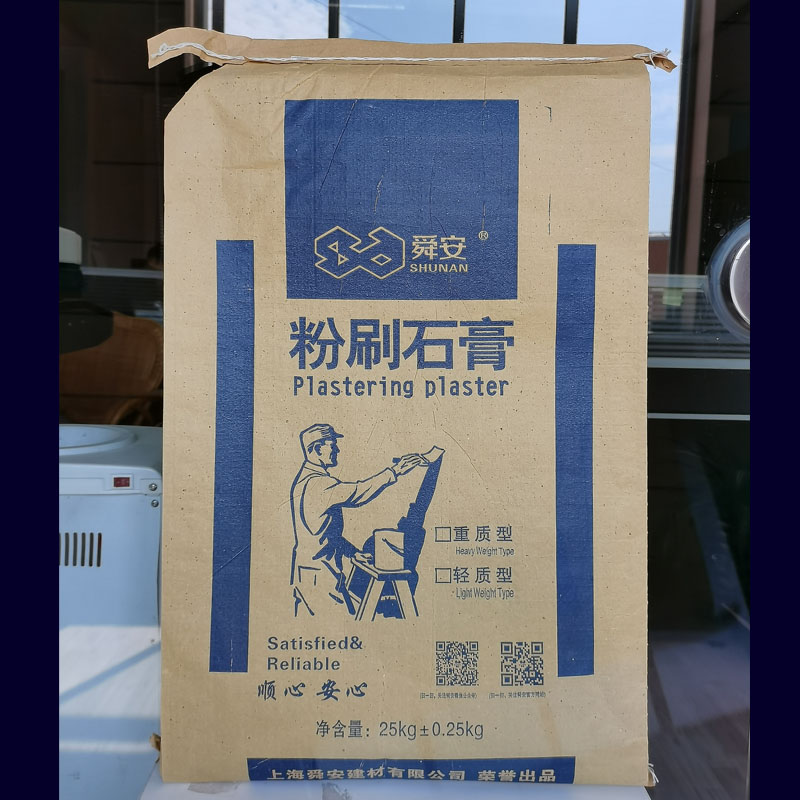 舜安®
SHUNAN
粉刷石膏
Plastering plaster
□重质型
Heavy Weight Type
□轻质型
Light Weight Type
Satisfied&
Reliable
顺心 安心
净含量：25kg±0.25kg
上海舜安建材有限公司 荣誉出品